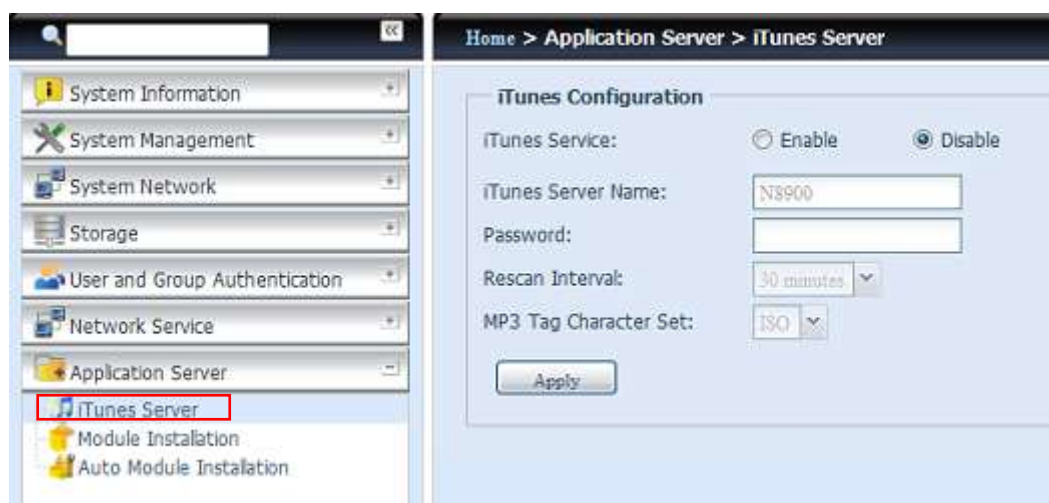 Home > Application Server > iTunes Server
System Information
System Management
System Network
Storage
User and Group Authentication
Network Service
Application Server
iTunes Server
Module Installation
Auto Module Installation
iTunes Configuration
iTunes Service: Enable Disable
iTunes Server Name: N8900
Password:
Rescan Interval: 30 minutes
MP3 Tag Character Set: ISO
Apply